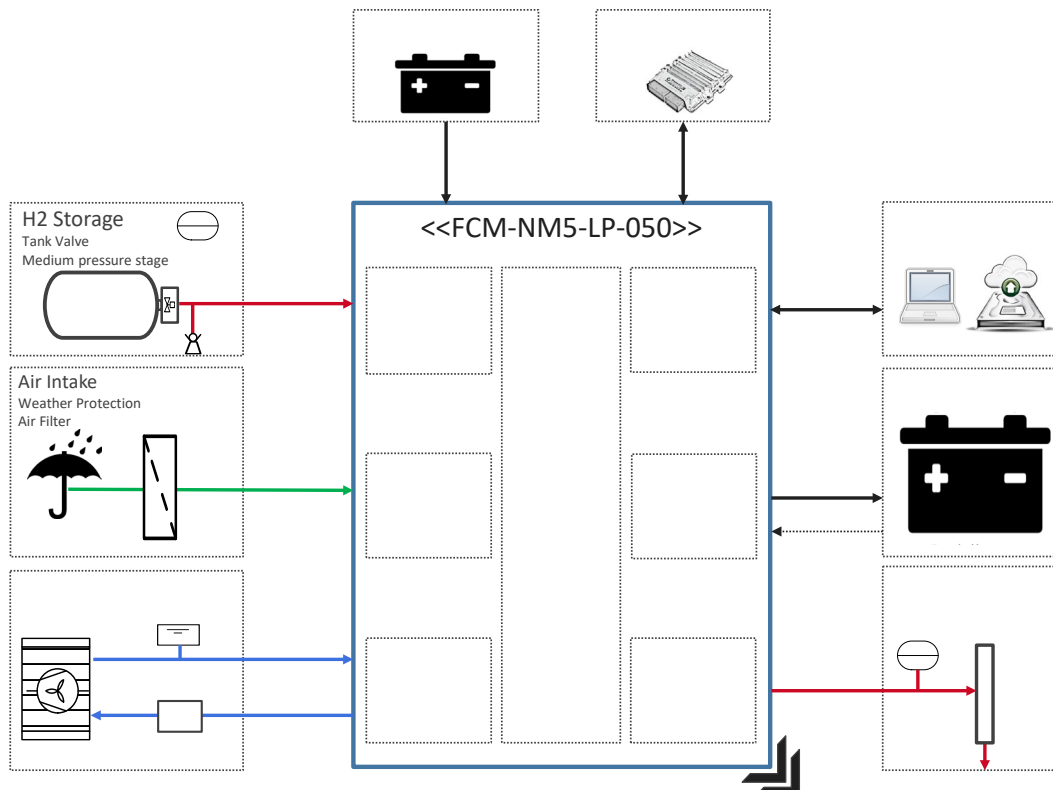 <<FCM-NM5-LP-050>>
H2 Storage
Tank Valve
Medium pressure stage
Air Intake
Weather Protection
Air Filter